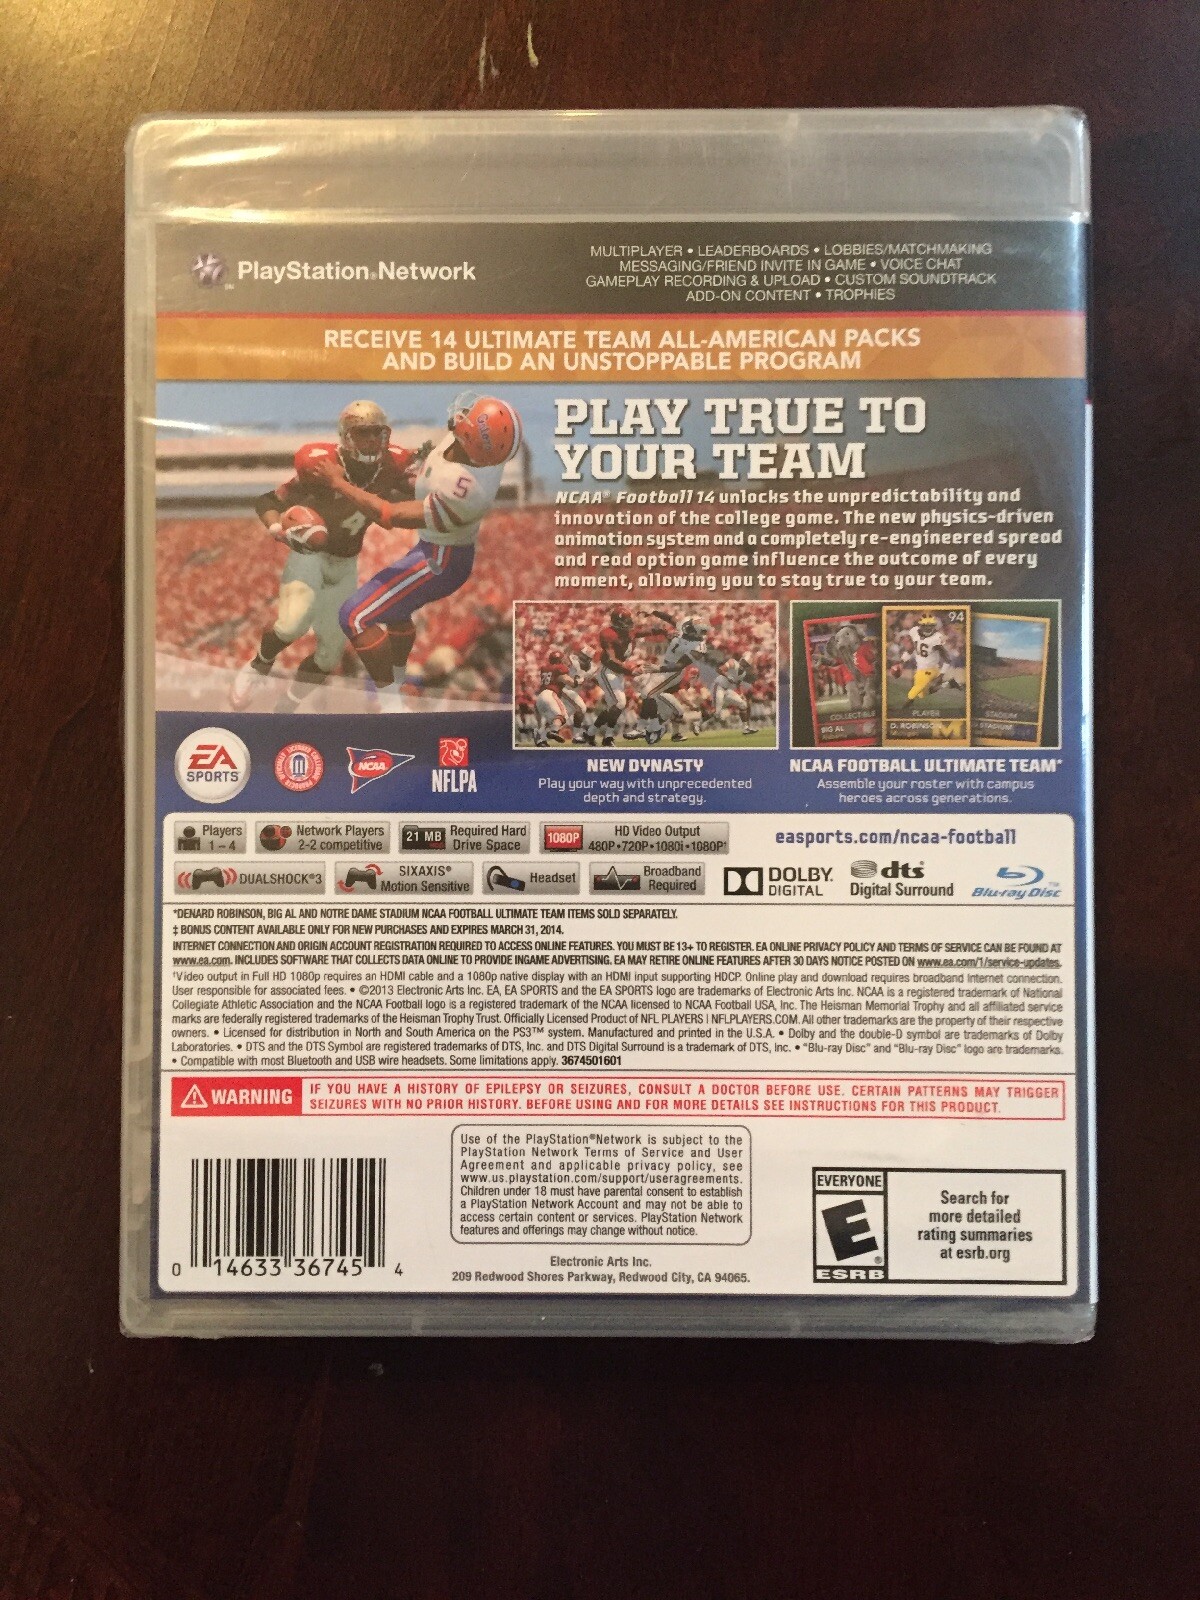 PlayStation®Network
MULTIPLAYER • LEADERBOARDS • LOBBIES/MATCHMAKING
MESSAGING/FRIEND INVITE IN GAME • VOICE CHAT
GAMEPLAY RECORDING & UPLOAD • CUSTOM SOUNDTRACK
ADD-ON CONTENT • TROPHIES
RECEIVE 14 ULTIMATE TEAM ALL-AMERICAN PACKS
AND BUILD AN UNSTOPPABLE PROGRAM
Gators
5
4
4
PLAY TRUE TO
YOUR TEAM
NCAA® Football 14 unlocks the unpredictability and
innovation of the college game. The new physics-driven
animation system and a completely re-engineered spread
and read option game influence the outcome of every
moment, allowing you to stay true to your team.
94
16
COLLECTIBLE
PLAYER
STADIUM
BIG AL
D. ROBINSON
M
STADIUM
EA
SPORTS
OFFICIALLY LICENSED COLLEGIATE PRODUCTS
NCAA
NFLPA
NEW DYNASTY
Play your way with unprecedented
depth and strategy.
NCAA FOOTBALL ULTIMATE TEAM*
Assemble your roster with campus
heroes across generations.
Players
1 – 4
Network Players
2-2 competitive
21 MB
Required Hard
Drive Space
1080P
HD Video Output
480P•720P•1080i•1080P†
easports.com/ncaa-football
DUALSHOCK®3
SIXAXIS®
Motion Sensitive
Headset
Broadband
Required
DOLBY
DIGITAL
dts
Digital Surround
Blu-ray Disc™
*DENARD ROBINSON, BIG AL AND NOTRE DAME STADIUM NCAA FOOTBALL ULTIMATE TEAM ITEMS SOLD SEPARATELY.
‡ BONUS CONTENT AVAILABLE ONLY FOR NEW PURCHASES AND EXPIRES MARCH 31, 2014.
INTERNET CONNECTION AND ORIGIN ACCOUNT REGISTRATION REQUIRED TO ACCESS ONLINE FEATURES. YOU MUST BE 13+ TO REGISTER. EA ONLINE PRIVACY POLICY AND TERMS OF SERVICE CAN BE FOUND AT
www.ea.com. INCLUDES SOFTWARE THAT COLLECTS DATA ONLINE TO PROVIDE INGAME ADVERTISING. EA MAY RETIRE ONLINE FEATURES AFTER 30 DAYS NOTICE POSTED ON www.ea.com/1/service-updates.
†Video output in Full HD 1080p requires an HDMI cable and a 1080p native display with an HDMI input supporting HDCP. Online play and download requires broadband Internet connection.
User responsible for associated fees. • ©2013 Electronic Arts Inc. EA, EA SPORTS and the EA SPORTS logo are trademarks of Electronic Arts Inc. NCAA is a registered trademark of National
Collegiate Athletic Association and the NCAA Football logo is a registered trademark of the NCAA licensed to NCAA Football USA, Inc. The Heisman Memorial Trophy and all affiliated service
marks are federally registered trademarks of the Heisman Trophy Trust. Officially Licensed Product of NFL PLAYERS | NFLPLAYERS.COM. All other trademarks are the property of their respective
owners. • Licensed for distribution in North and South America on the PS3™ system. Manufactured and printed in the U.S.A. • Dolby and the double-D symbol are trademarks of Dolby
Laboratories. • DTS and the DTS Symbol are registered trademarks of DTS, Inc. and DTS Digital Surround is a trademark of DTS, Inc. • "Blu-ray Disc" and "Blu-ray Disc" logo are trademarks.
• Compatible with most Bluetooth and USB wire headsets. Some limitations apply. 3674501601
WARNING
IF YOU HAVE A HISTORY OF EPILEPSY OR SEIZURES, CONSULT A DOCTOR BEFORE USE. CERTAIN PATTERNS MAY TRIGGER
SEIZURES WITH NO PRIOR HISTORY. BEFORE USING AND FOR MORE DETAILS SEE INSTRUCTIONS FOR THIS PRODUCT.
Use of the PlayStation®Network is subject to the
PlayStation Network Terms of Service and User
Agreement and applicable privacy policy, see
www.us.playstation.com/support/useragreements.
Children under 18 must have parental consent to establish
a PlayStation Network Account and may not be able to
access certain content or services. PlayStation Network
features and offerings may change without notice.
Electronic Arts Inc.
209 Redwood Shores Parkway, Redwood City, CA 94065.
0 14633 36745 4
EVERYONE
E
ESRB
Search for
more detailed
rating summaries
at esrb.org